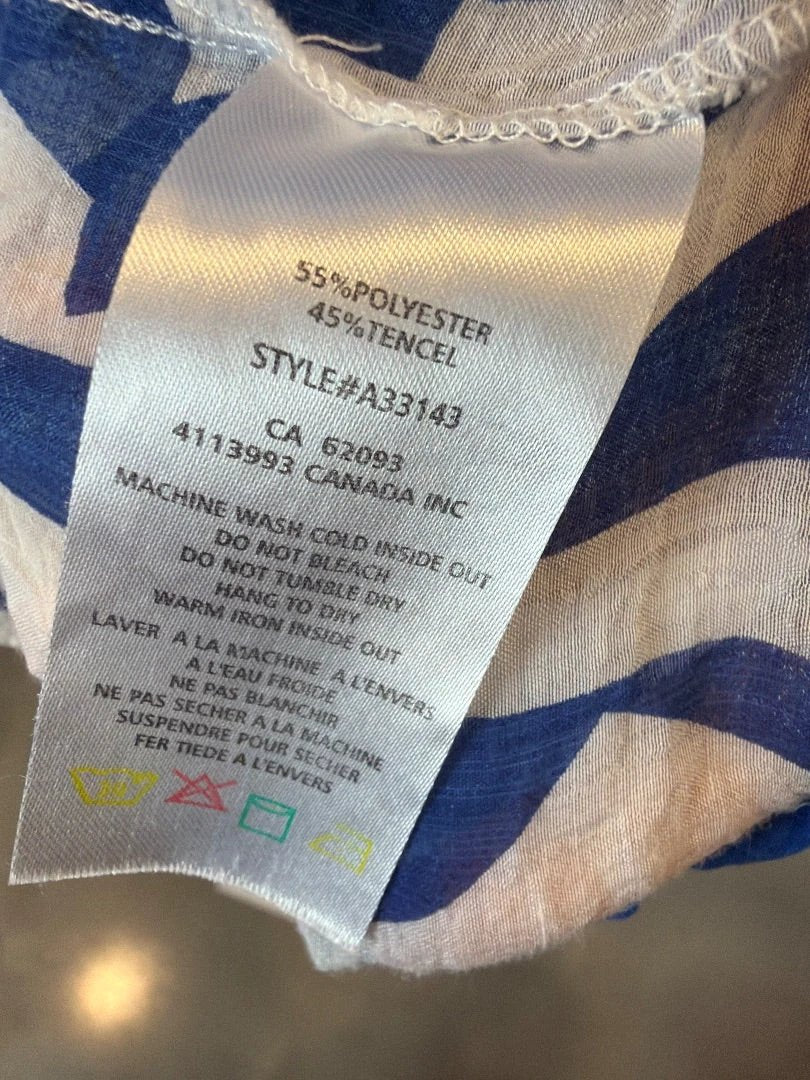 55%POLYESTER
45%TENCEL
STYLE#A33143
CA 62093
4113993 CANADA INC
MACHINE WASH COLD INSIDE OUT
DO NOT BLEACH
DO NOT TUMBLE DRY
HANG TO DRY
WARM IRON INSIDE OUT
LAVER A LA MACHINE A L'ENVERS
A L'EAU FROIDE
NE PAS BLANCHIR
NE PAS SECHER A LA MACHINE
SUSPENDRE POUR SECHER
FER TIEDE A L'ENVERS